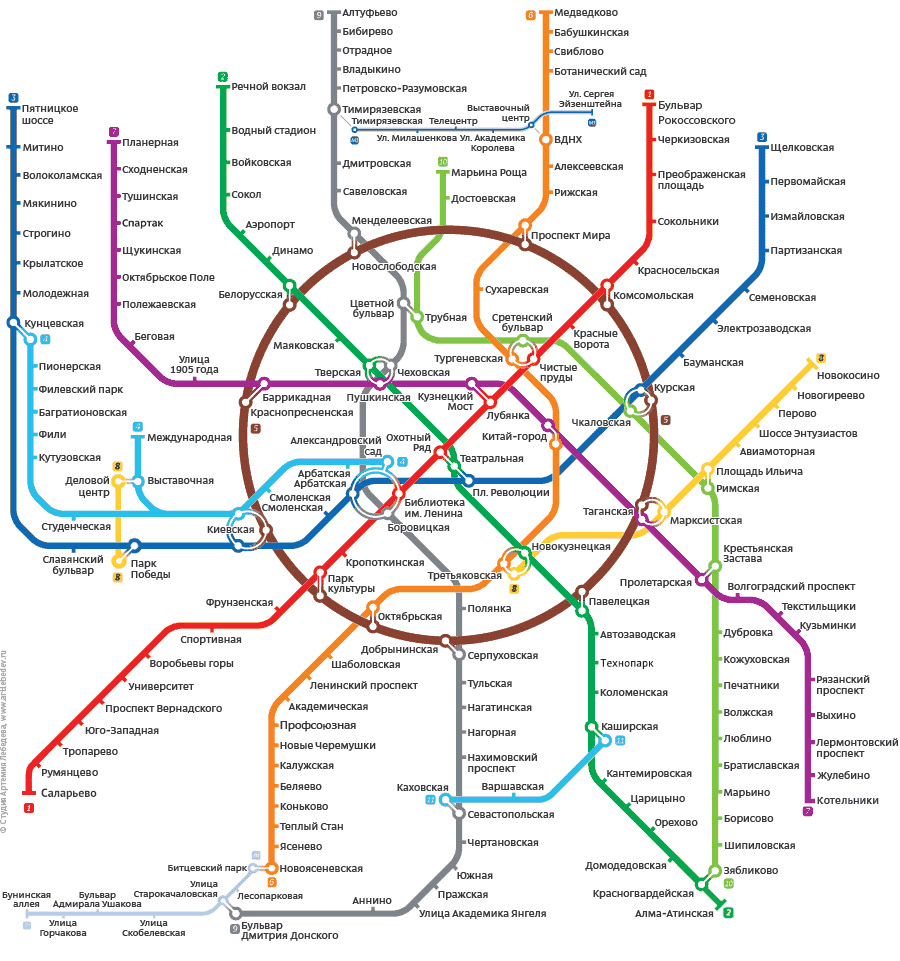 9
Алтуфьево
Бибирево
Отрадное
Владыкино
Петровско-Разумовская
Тимирязевская
Дмитровская
Савеловская
Менделеевская
Новослободская
Цветной
бульвар
6
Медведково
Бабушкинская
Свиблово
Ботанический сад
ВДНХ
Алексеевская
Рижская
Проспект Мира
Сухаревская
Тургеневская
Тимирязевская
Ул. Милашенкова
Телецентр
Ул. Академика
Королева
Выставочный
центр
Ул. Сергея
Эйзенштейна
3
Пятницкое
шоссе
Митино
Волоколамская
Мякинино
Строгино
Крылатское
Молодежная
Кунцевская
4
Пионерская
Филевский парк
Багратионовская
Фили
Кутузовская
Студенческая
Славянский
бульвар
7
Планерная
Сходненская
Тушинская
Спартак
Щукинская
Октябрьское Поле
Полежаевская
Беговая
Улица
1905 года
Баррикадная
Краснопресненская
5
2
Речной вокзал
Водный стадион
Войковская
Сокол
Аэропорт
Динамо
Белорусская
Маяковская
Тверская
Чеховская
Пушкинская
10
Марьина Роща
Достоевская
Трубная
Сретенский
бульвар
1
Бульвар
Рокоссовского
Черкизовская
Преображенская
площадь
Сокольники
Красносельская
Комсомольская
Красные
Ворота
Чистые
пруды
3
Щелковская
Первомайская
Измайловская
Партизанская
Семеновская
Электрозаводская
Бауманская
Курская
Чкаловская
5
8
Новокосино
Новогиреево
Перово
Шоссе Энтузиастов
Авиамоторная
Площадь Ильича
Римская
Марксистская
Таганская
Кузнецкий
Мост
Лубянка
Китай-город
Охотный
Ряд
Театральная
Пл. Революции
Александровский
сад
4
Арбатская
Арбатская
Смоленская
Смоленская
Библиотека
им. Ленина
Боровицкая
4
Международная
Выставочная
8
Деловой
центр
8
Парк
Победы
Киевская
Кропоткинская
Парк
культуры
Фрунзенская
Спортивная
Воробьевы горы
Университет
Проспект Вернадского
Юго-Западная
Тропарево
Румянцево
Саларьево
1
Третьяковская
8
Новокузнецкая
Октябрьская
Добрынинская
Полянка
Серпуховская
Павелецкая
Шаболовская
Ленинский проспект
Академическая
Профсоюзная
Новые Черемушки
Калужская
Беляево
Коньково
Теплый Стан
Ясенево
Новоясеневская
6
Битцевский парк
Лесопарковая
Улица
Старокачаловская
Бунинская
аллея
Улица
Горчакова
Бульвар
Адмирала Ушакова
Улица
Скобелевская
9
Бульвар
Дмитрия Донского
Аннино
Улица Академика Янгеля
Пражская
Южная
Чертановская
Севастопольская
Каховская
11
Варшавская
11
Тульская
Нагатинская
Нагорная
Нахимовский
проспект
Автозаводская
Технопарк
Коломенская
Каширская
Кантемировская
Царицыно
Орехово
Домодедовская
Красногвардейская
Алма-Атинская
2
Крестьянская
Застава
Пролетарская
Дубровка
Кожуховская
Печатники
Волжская
Люблино
Братиславская
Марьино
Борисово
Шипиловская
Зябликово
10
Волгоградский проспект
Текстильщики
Кузьминки
Рязанский
проспект
Выхино
Лермонтовский
проспект
Жулебино
Котельники
7
© Студия Артемия Лебедева, www.artlebedev.ru